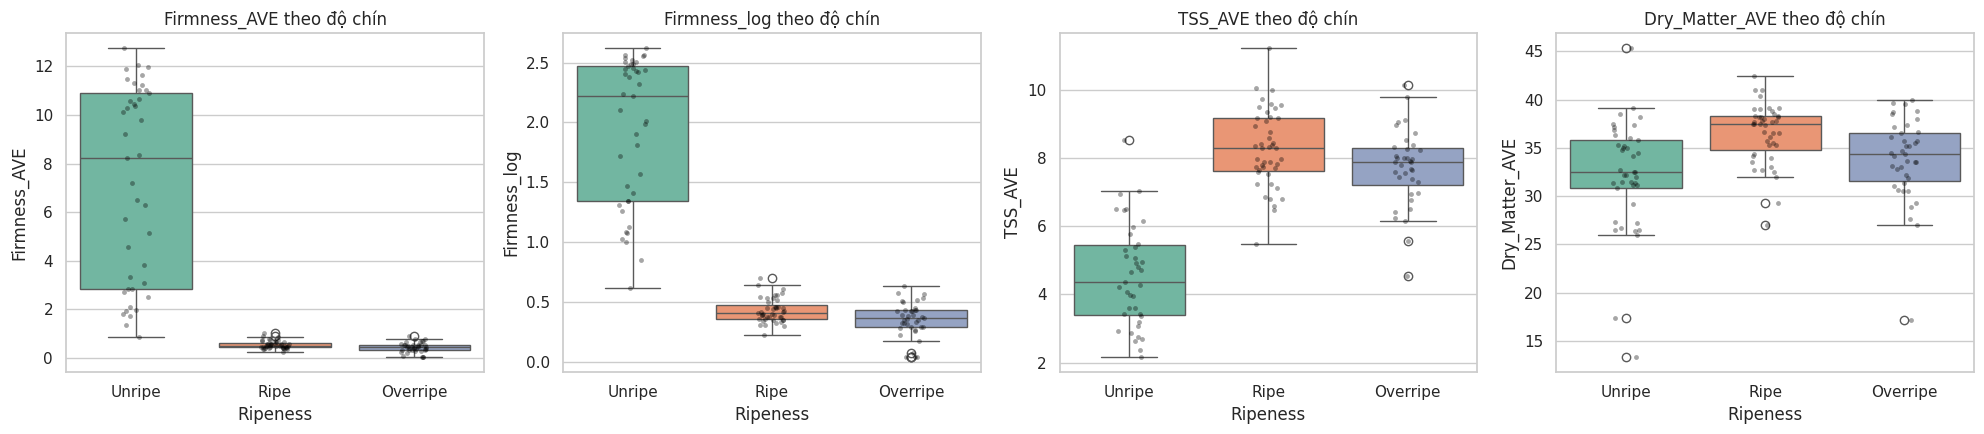 Firmness_AVE theo độ chín
Firmness_AVE
12
10
8
6
4
2
0
Unripe Ripe Overripe
Ripeness
Firmness_log theo độ chín
Firmness_log
2.5
2.0
1.5
1.0
0.5
0.0
Unripe Ripe Overripe
Ripeness
TSS_AVE theo độ chín
TSS_AVE
10
8
6
4
2
Unripe Ripe Overripe
Ripeness
Dry_Matter_AVE theo độ chín
Dry_Matter_AVE
45
40
35
30
25
20
15
Unripe Ripe Overripe
Ripeness